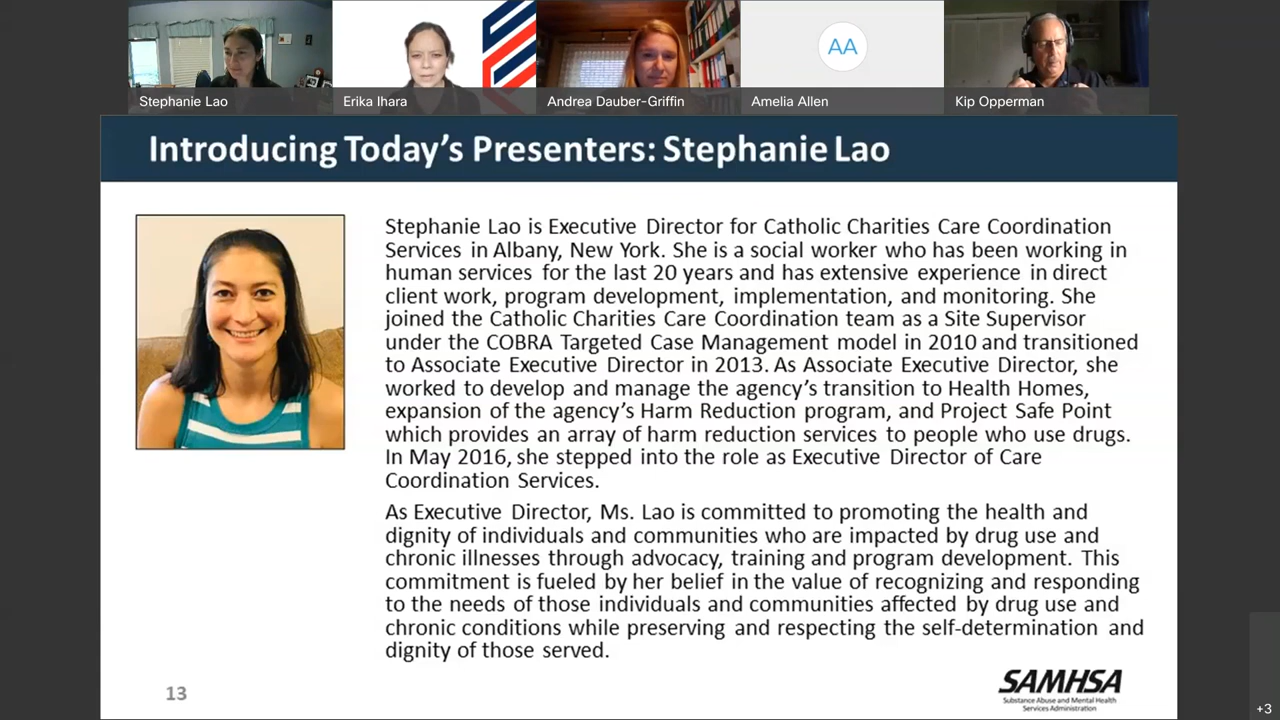 Stephanie Lao
Erika Ihara
Andrea Dauber-Griffin
AA
Amelia Allen
Kip Opperman
Introducing Today's Presenters: Stephanie Lao
Stephanie Lao is Executive Director for Catholic Charities Care Coordination
Services in Albany, New York. She is a social worker who has been working in
human services for the last 20 years and has extensive experience in direct
client work, program development, implementation, and monitoring. She
joined the Catholic Charities Care Coordination team as a Site Supervisor
under the COBRA Targeted Case Management model in 2010 and transitioned
to Associate Executive Director in 2013. As Associate Executive Director, she
worked to develop and manage the agency's transition to Health Homes,
expansion of the agency's Harm Reduction program, and Project Safe Point
which provides an array of harm reduction services to people who use drugs.
In May 2016, she stepped into the role as Executive Director of Care
Coordination Services.
As Executive Director, Ms. Lao is committed to promoting the health and
dignity of individuals and communities who are impacted by drug use and
chronic illnesses through advocacy, training and program development. This
commitment is fueled by her belief in the value of recognizing and responding
to the needs of those individuals and communities affected by drug use and
chronic conditions while preserving and respecting the self-determination and
dignity of those served.
13
SAMHSA
Substance Abuse and Mental Health
Services Administration
+3